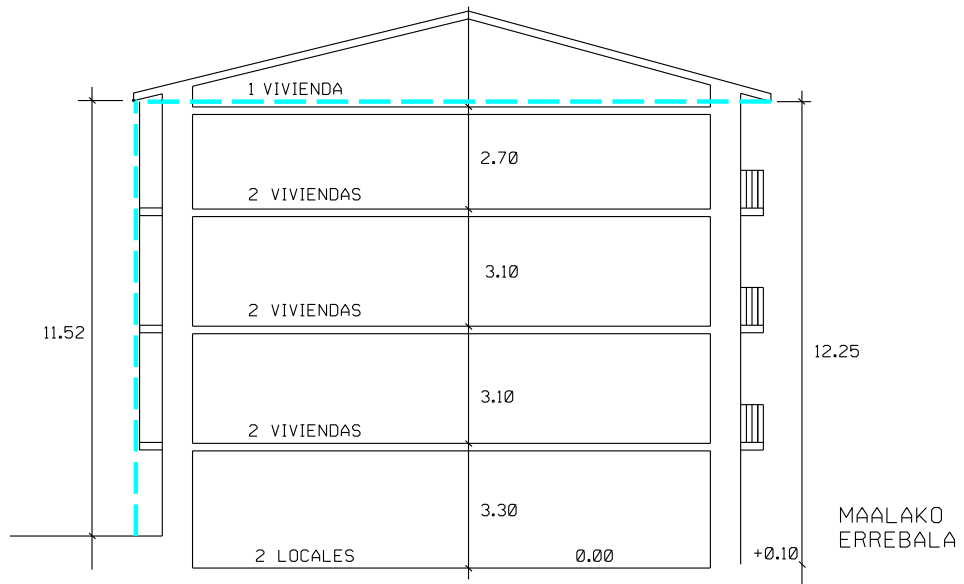 1 VIVIENDA
2.70
2 VIVIENDAS
3.10
2 VIVIENDAS
11.52
12.25
3.10
2 VIVIENDAS
3.30
MAALAKO
ERREBALA
2 LOCALES
0.00
+0.10